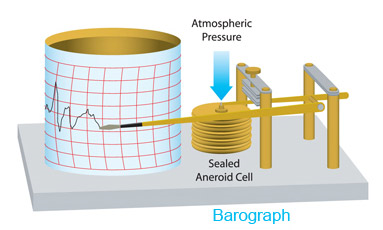 Atmospheric
Pressure
Sealed
Aneroid Cell
Barograph